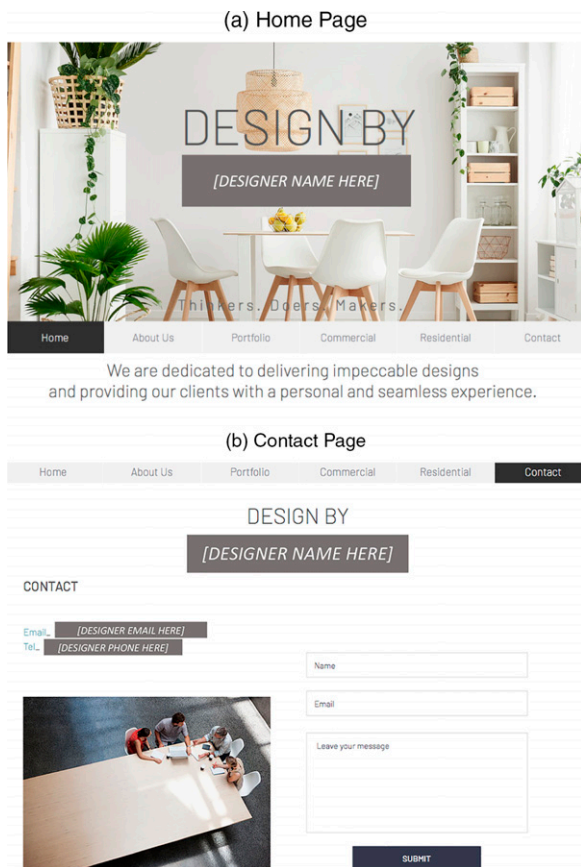 (a) Home Page
DESIGN BY
[DESIGNER NAME HERE]
Thinkers. Doers. Makers.
Home About Us Portfolio Commercial Residential Contact
We are dedicated to delivering impeccable designs
and providing our clients with a personal and seamless experience.
(b) Contact Page
Home About Us Portfolio Commercial Residential Contact
DESIGN BY
[DESIGNER NAME HERE]
CONTACT
Email_ [DESIGNER EMAIL HERE]
Tel_ [DESIGNER PHONE HERE]
Name
Email
Leave your message
SUBMIT